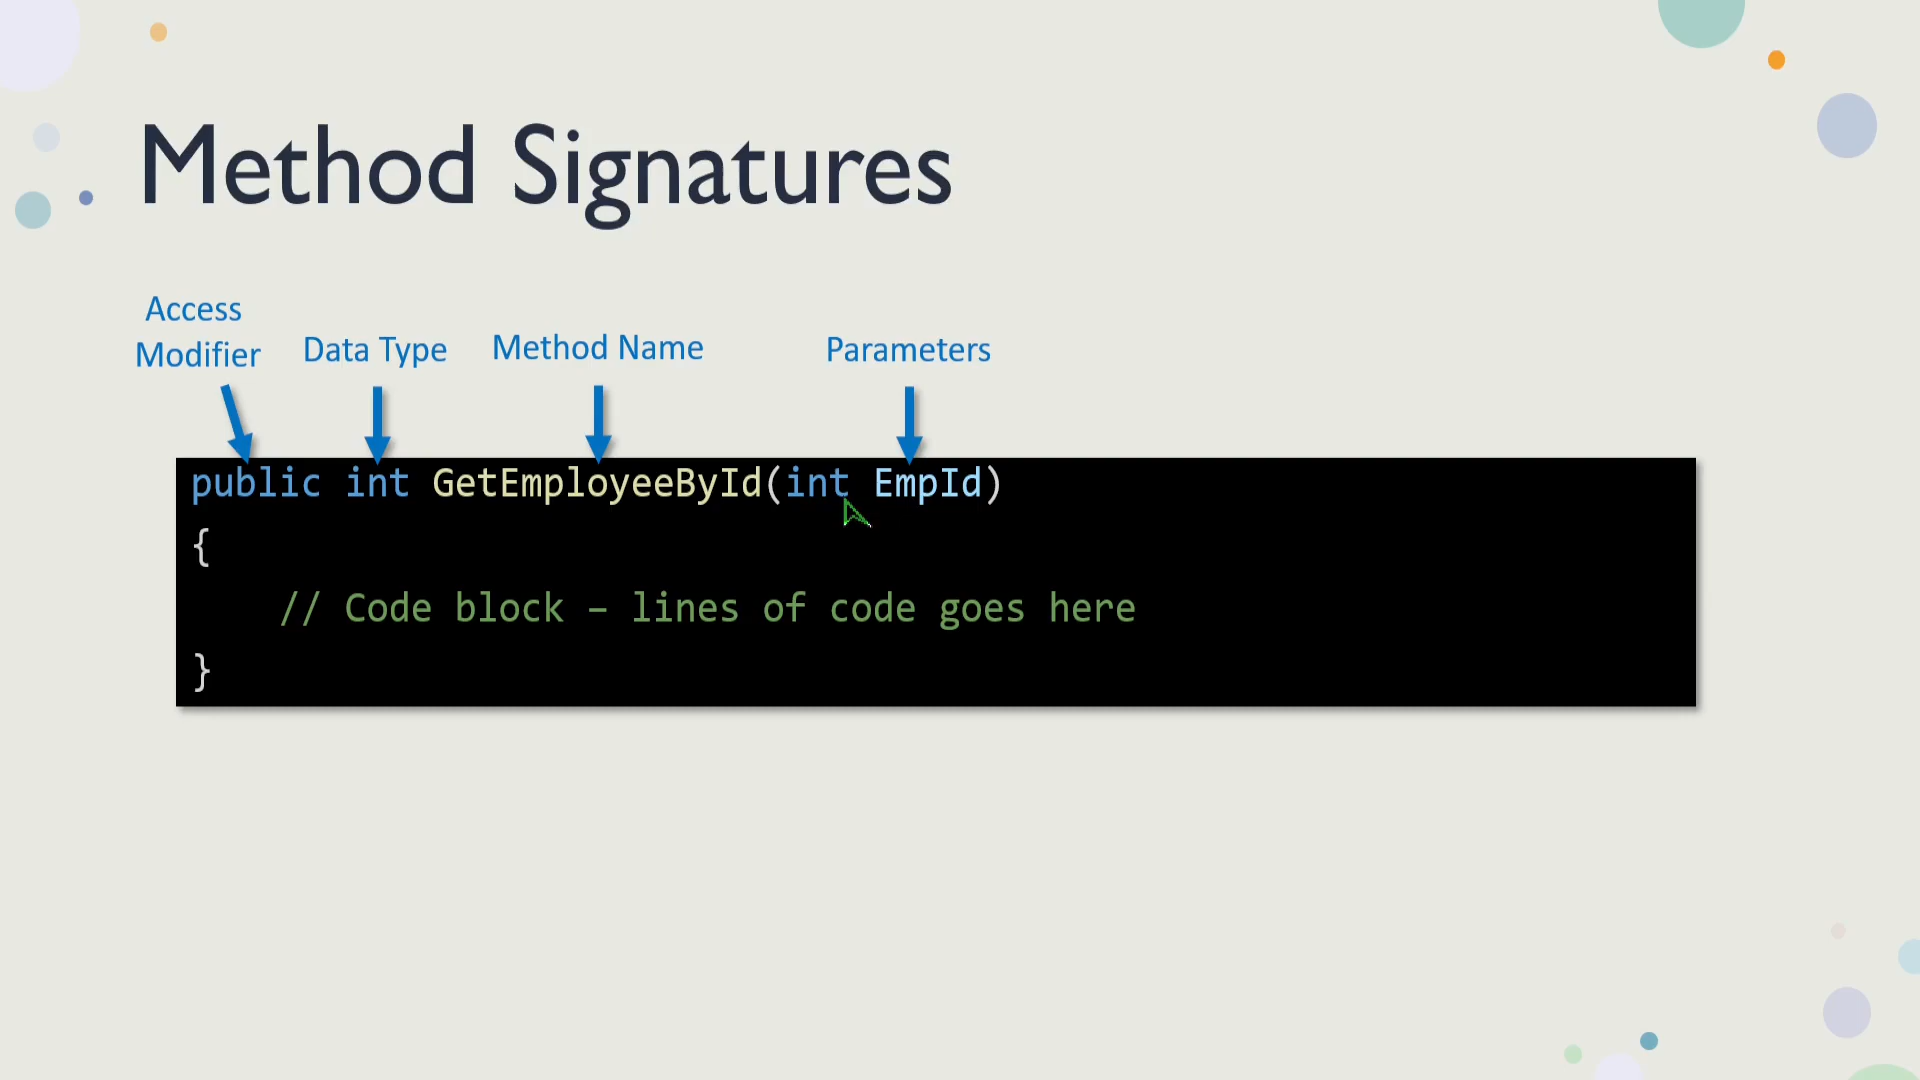 Method Signatures
Access
Modifier
Data Type
Method Name
Parameters
public int GetEmployeeById(int EmpId)
{
// Code block – lines of code goes here
}